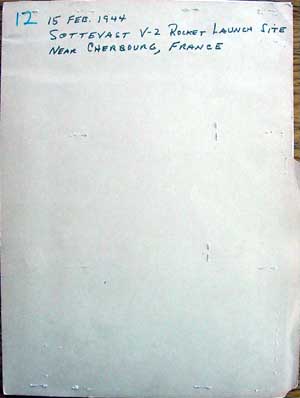 12 15 FEB. 1944
SOTTEVAST V-2 ROCKET LAUNCH SITE
NEAR CHERBOURG, FRANCE